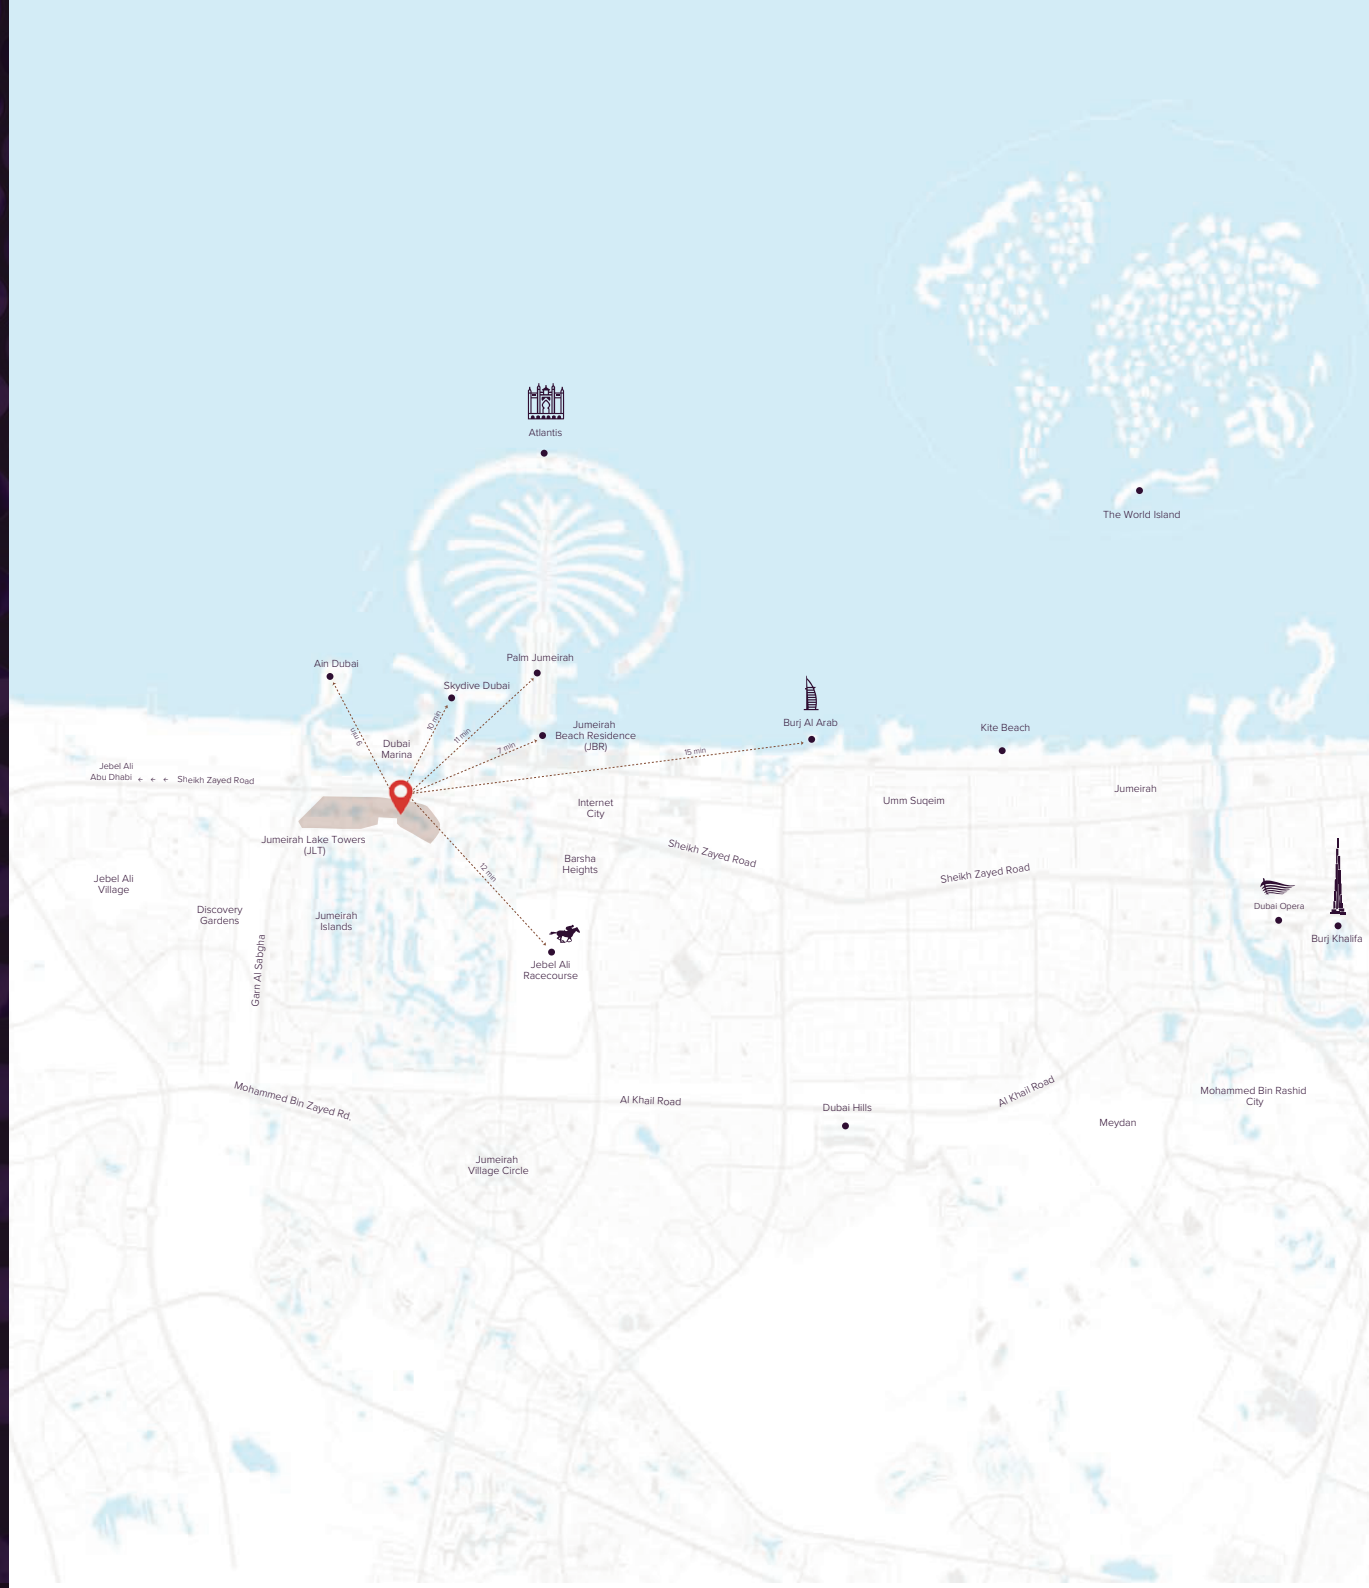 Atlantis
The World Island
Ain Dubai
Palm Jumeirah
Skydive Dubai
9 min
10 min
11 min
7 min
15 min
Dubai
Marina
Jumeirah
Beach Residence
(JBR)
Burj Al Arab
Kite Beach
Jebel Ali
Abu Dhabi ← ← ← Sheikh Zayed Road
Internet
City
Umm Suqeim
Jumeirah
Jumeirah Lake Towers
(JLT)
Sheikh Zayed Road
Barsha
Heights
12 min
Sheikh Zayed Road
Jebel Ali
Village
Discovery
Gardens
Jumeirah
Islands
Dubai Opera
Burj Khalifa
Garn Al Sabgha
Jebel Ali
Racecourse
Mohammed Bin Zayed Rd.
Al Khail Road
Dubai Hills
Al Khail Road
Mohammed Bin Rashid
City
Meydan
Jumeirah
Village Circle